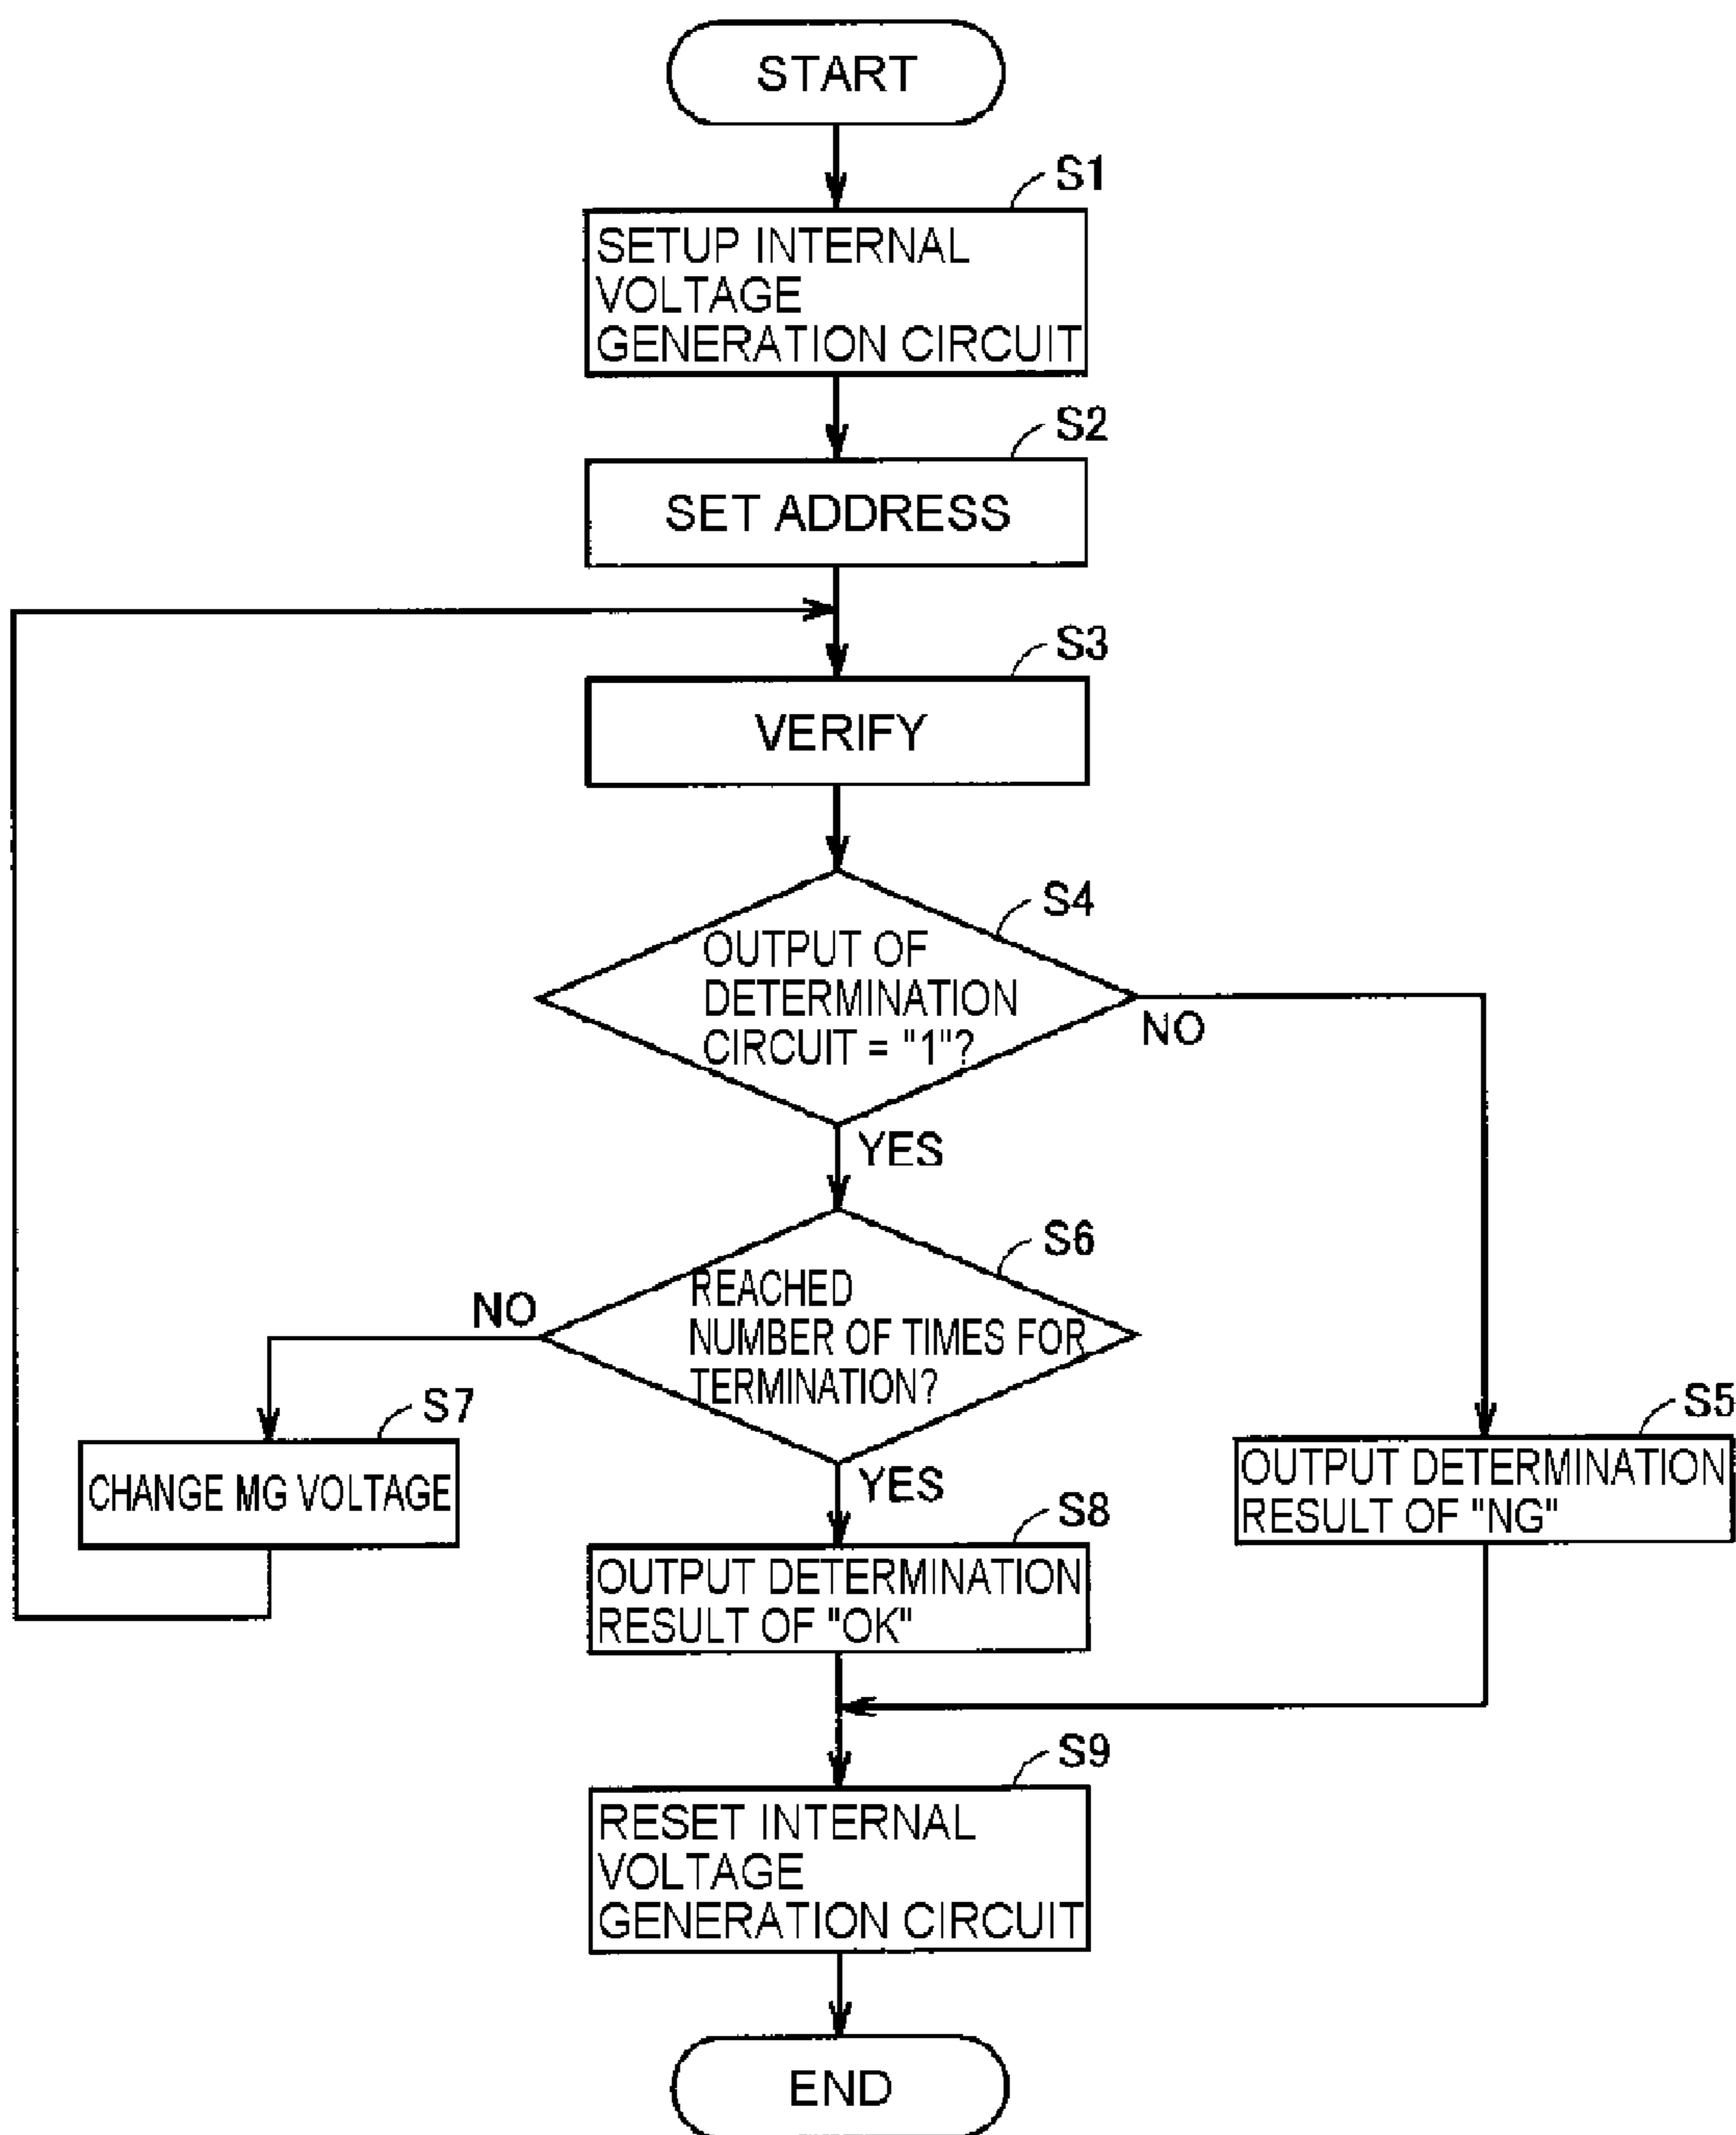 START
S1
SETUP INTERNAL
VOLTAGE
GENERATION CIRCUIT
S2
SET ADDRESS
S3
VERIFY
S4
OUTPUT OF
DETERMINATION
CIRCUIT = "1"?
NO
YES
S6
REACHED
NUMBER OF TIMES FOR
TERMINATION?
NO
YES
S7
CHANGE MG VOLTAGE
S5
OUTPUT DETERMINATION
RESULT OF "NG"
S8
OUTPUT DETERMINATION
RESULT OF "OK"
S9
RESET INTERNAL
VOLTAGE
GENERATION CIRCUIT
END